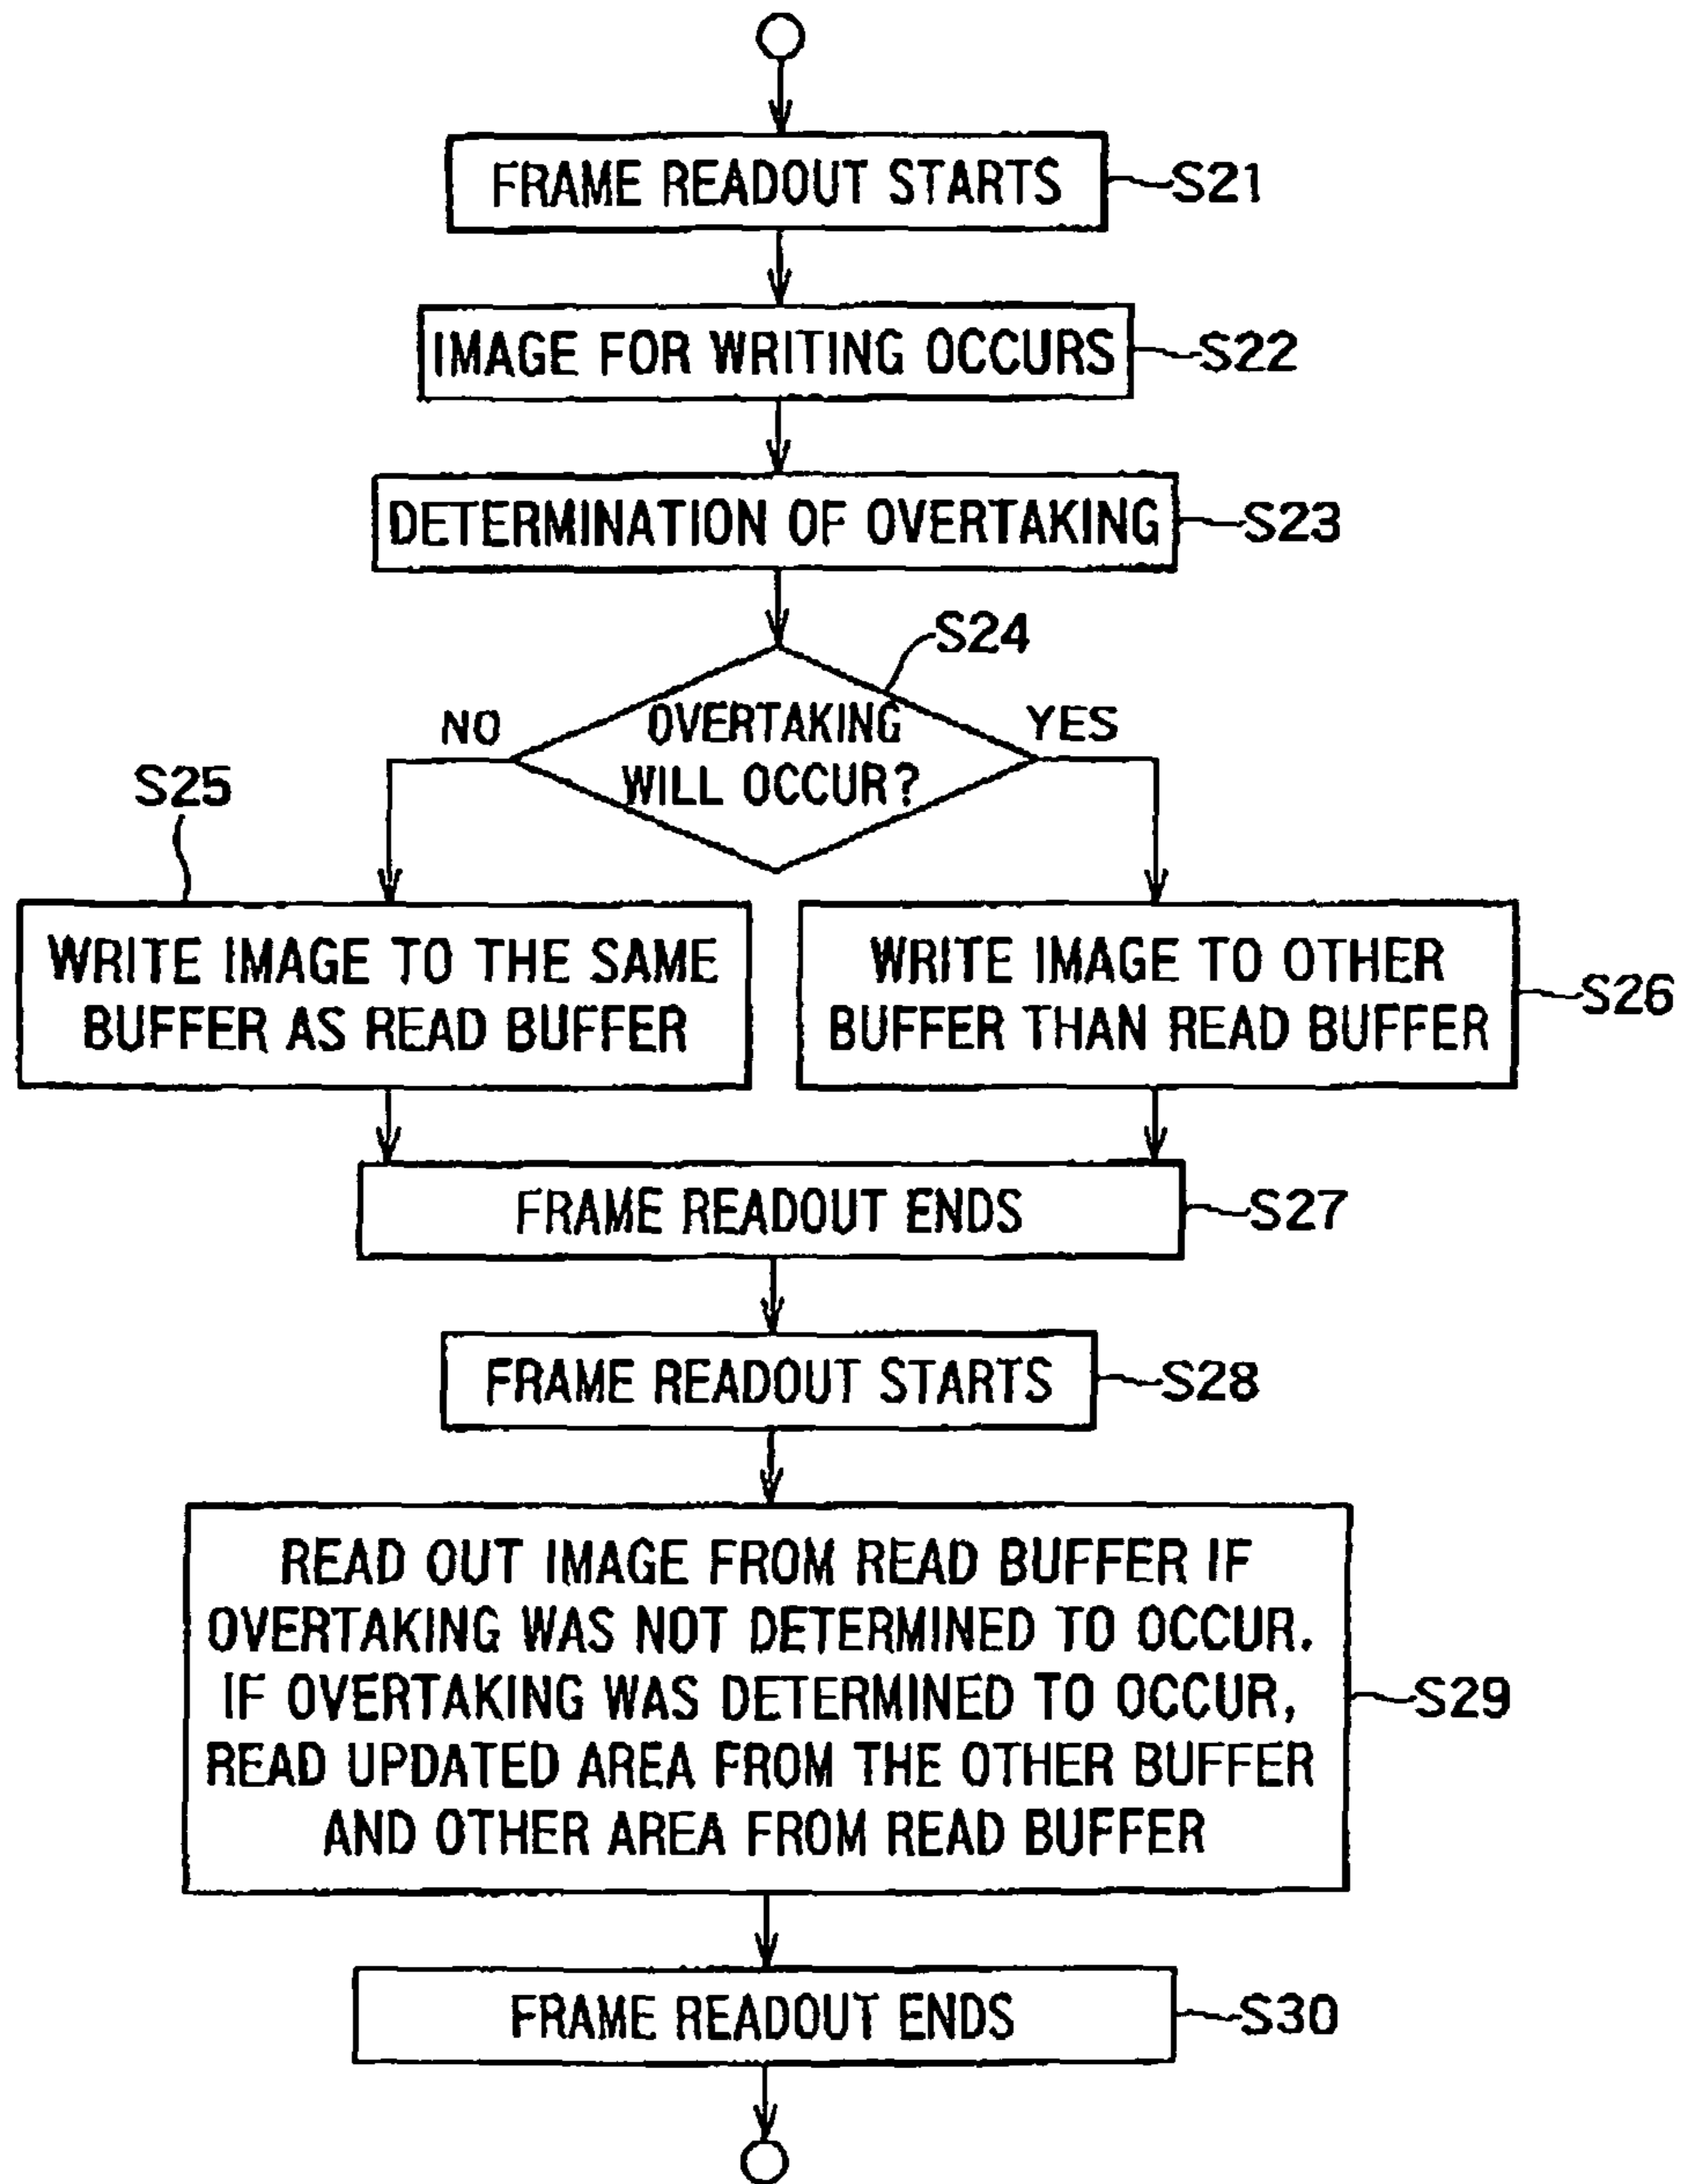 FRAME READOUT STARTS
S21
IMAGE FOR WRITING OCCURS
S22
DETERMINATION OF OVERTAKING
S23
S24
OVERTAKING
WILL OCCUR?
NO
YES
S25
WRITE IMAGE TO THE SAME
BUFFER AS READ BUFFER
WRITE IMAGE TO OTHER
BUFFER THAN READ BUFFER
S26
FRAME READOUT ENDS
S27
FRAME READOUT STARTS
S28
READ OUT IMAGE FROM READ BUFFER IF
OVERTAKING WAS NOT DETERMINED TO OCCUR.
IF OVERTAKING WAS DETERMINED TO OCCUR,
READ UPDATED AREA FROM THE OTHER BUFFER
AND OTHER AREA FROM READ BUFFER
S29
FRAME READOUT ENDS
S30